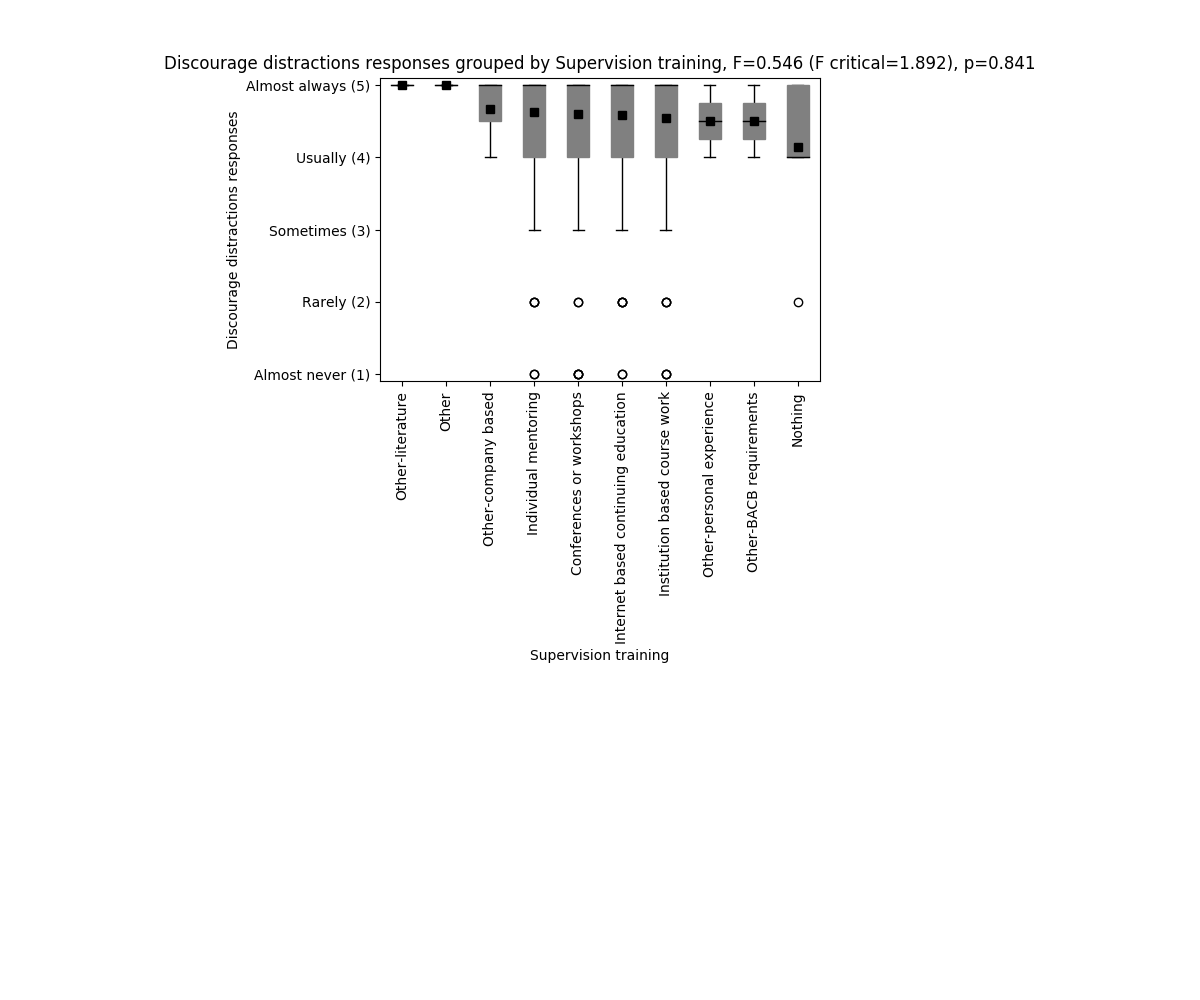 Discourage distractions responses grouped by Supervision training, F=0.546 (F critical=1.892), p=0.841
Discourage distractions responses
Almost always (5)
Usually (4)
Sometimes (3)
Rarely (2)
Almost never (1)
Other-literature
Other
Other-company based
Individual mentoring
Conferences or workshops
Internet based continuing education
Institution based course work
Other-personal experience
Other-BACB requirements
Nothing
Supervision training